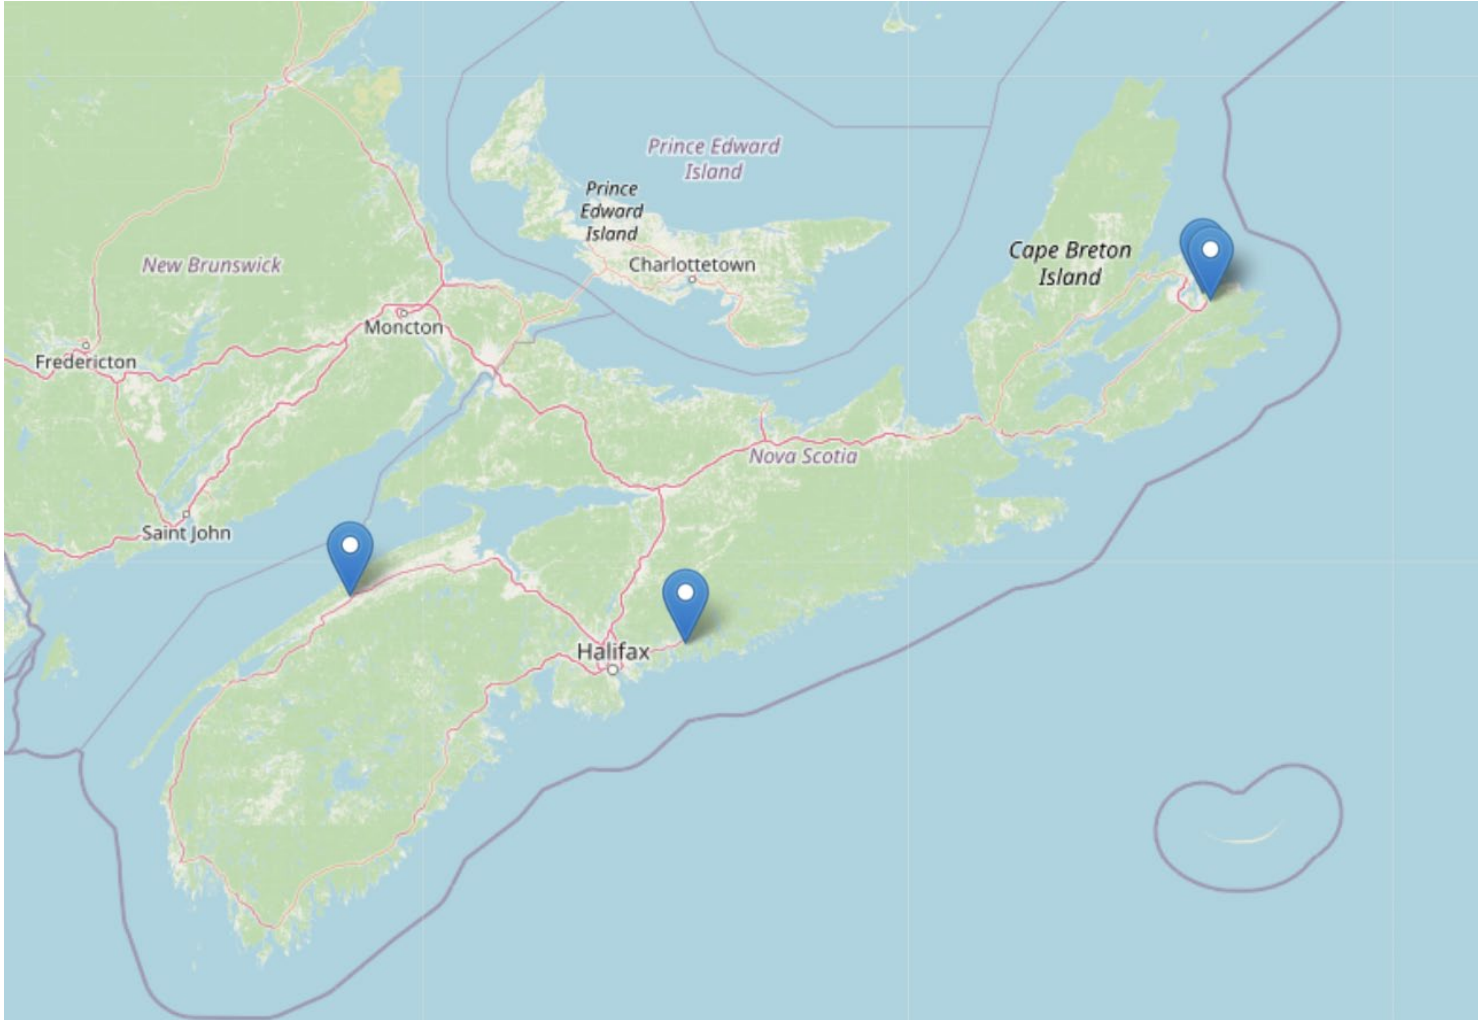 Prince Edward
Island
Prince
Edward
Island
Charlottetown
Cape Breton
Island
New Brunswick
Moncton
Fredericton
Nova Scotia
Saint John
Halifax